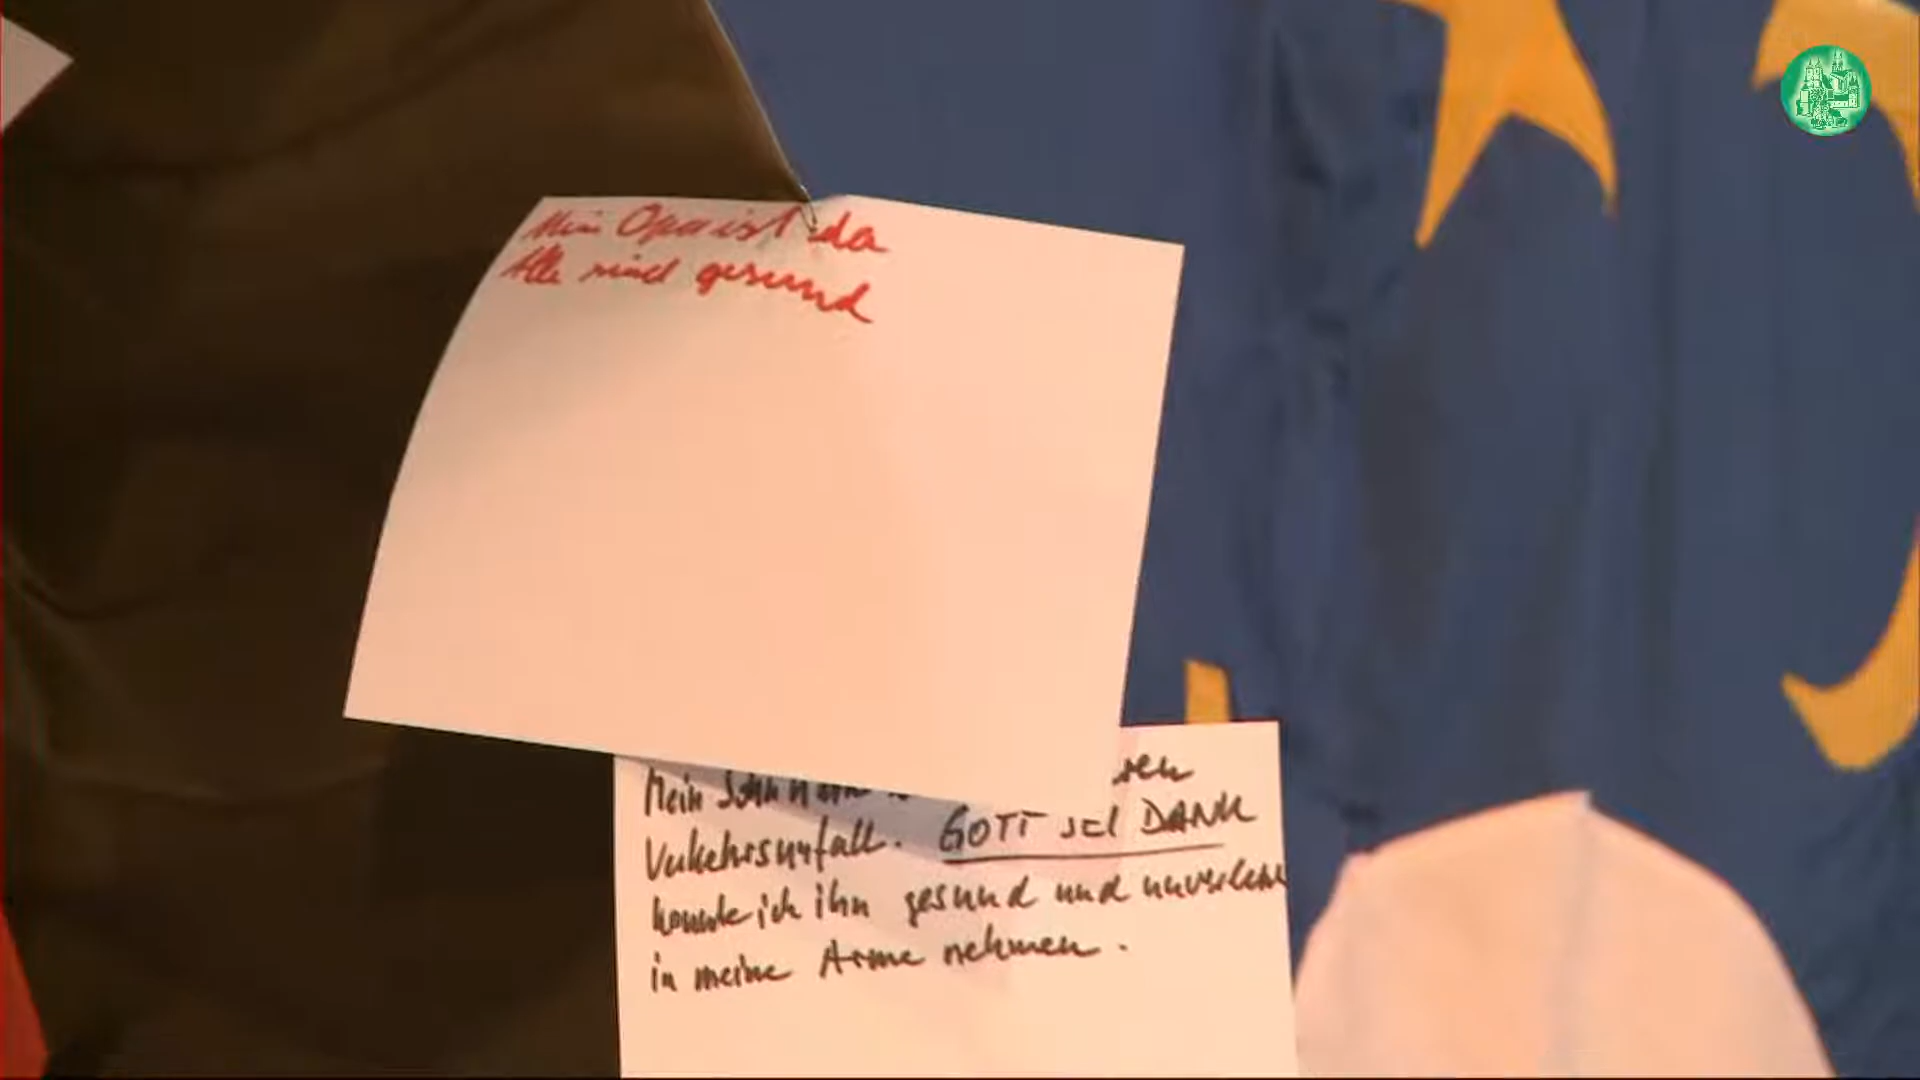 Mein Opa ist da
Alle sind gesund
Mein Sohn
Verkehrsunfall. GOTT sei DANK
konnte ich ihn gesund und
in meine Arme nehmen.